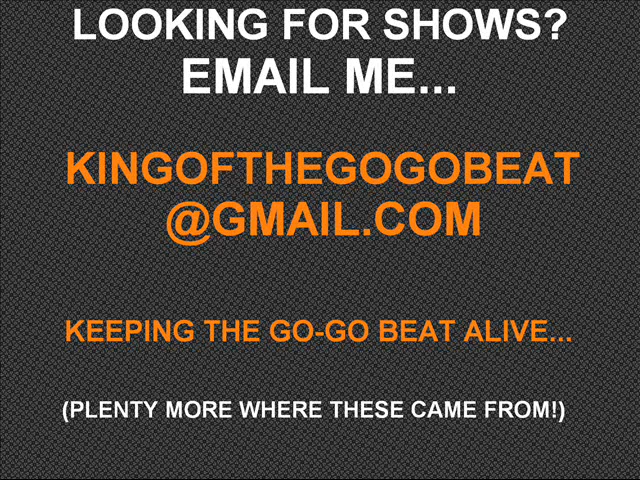 LOOKING FOR SHOWS?
EMAIL ME...
KINGOFTHEGOGOBEAT
@GMAIL.COM
KEEPING THE GO-GO BEAT ALIVE...
(PLENTY MORE WHERE THESE CAME FROM!)